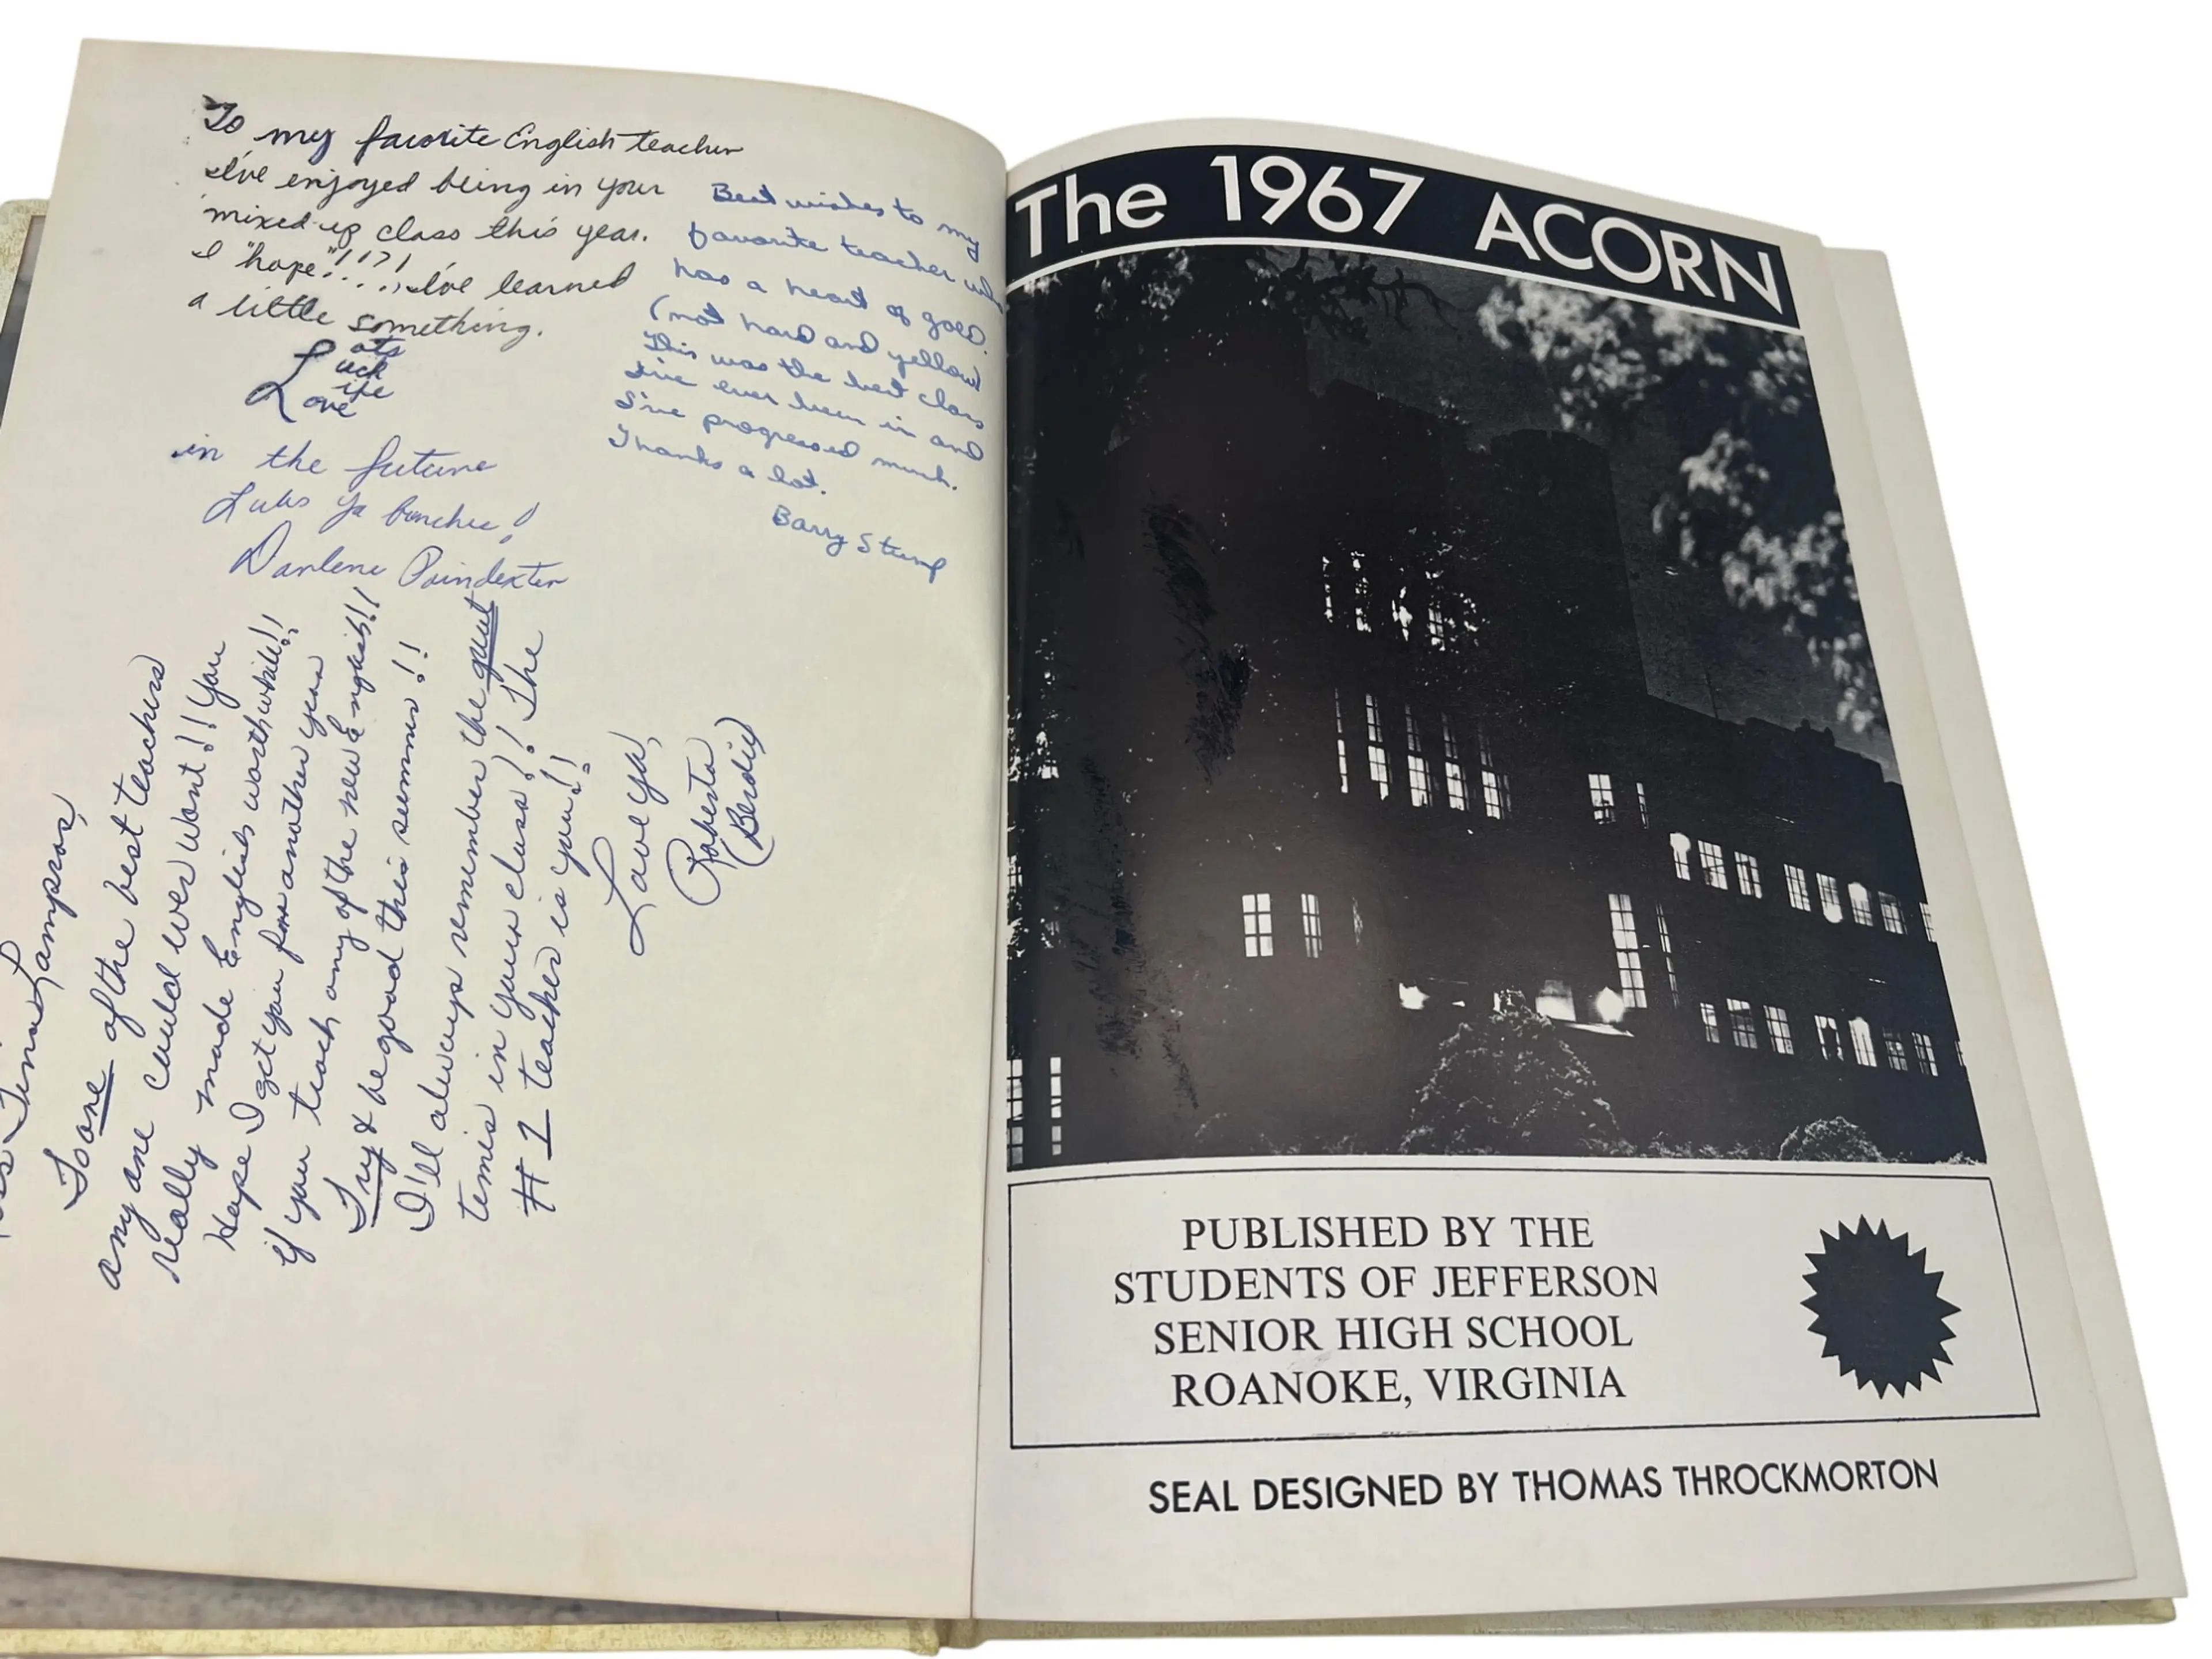 To my favorite English teacher
I've enjoyed being in your
mixed-up class this year.
I "hope"!!?! I've learned
a little something.
Lots
Luck
Life
Love
in the future
Lubs ya bunches!
Darlene Poindexter
Best wishes to my
favorite teacher who
has a heart of gold.
(not hard and yellow)
This was the best class
I've ever been in and
I've progressed much.
Thanks a lot.
Barry Stump
Lampros,
To one of the best teachers
any one could ever want!! You
really made English worthwhile!!
Hope I get you for another year
if you teach any of the new English!!
Try & be good this summer!!
I'll always remember the great
times in your class!! The
#1 teacher is you!!
Love ya,
Roberta
(Berdie)
The 1967 ACORN
PUBLISHED BY THE
STUDENTS OF JEFFERSON
SENIOR HIGH SCHOOL
ROANOKE, VIRGINIA
SEAL DESIGNED BY THOMAS THROCKMORTON